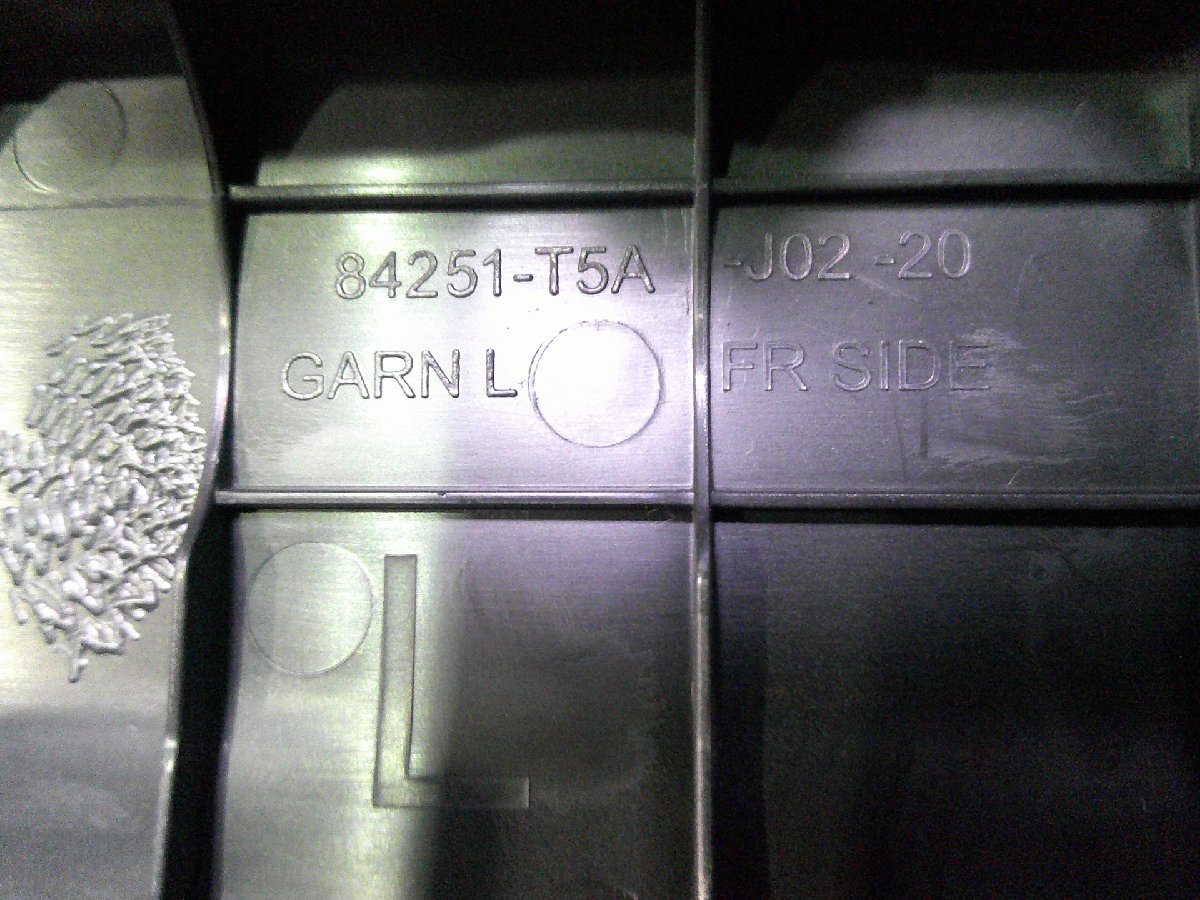 84251-T5A -J02 -20
GARN L FR SIDE
L